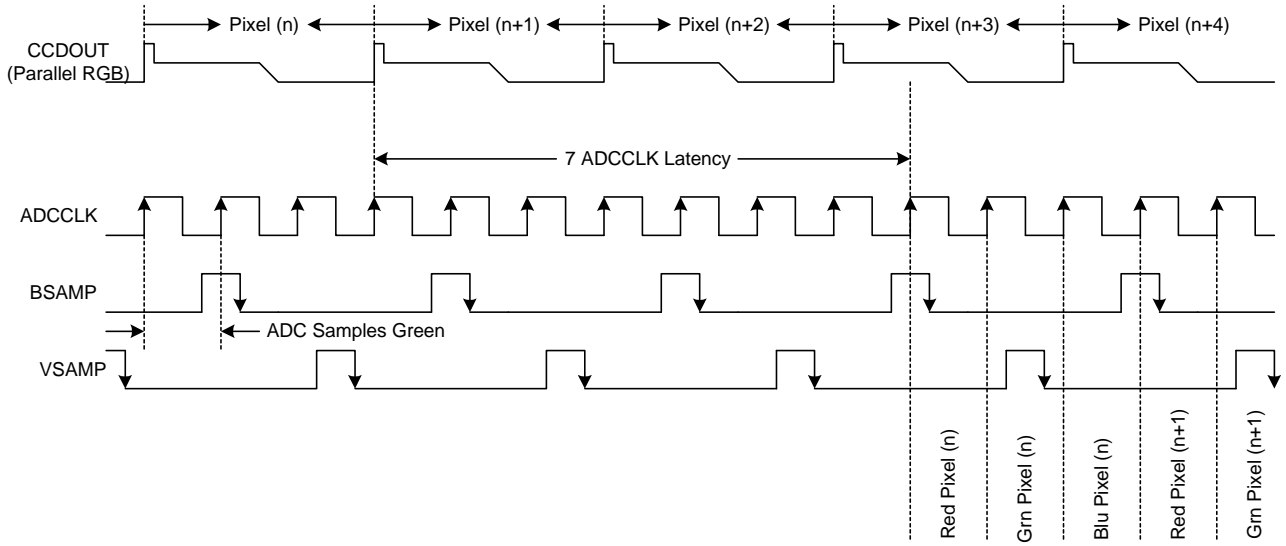 Pixel (n)
Pixel (n+1)
Pixel (n+2)
Pixel (n+3)
Pixel (n+4)
CCDOUT
(Parallel RGB)
7 ADCCLK Latency
ADCCLK
BSAMP
ADC Samples Green
VSAMP
Red Pixel (n)
Grn Pixel (n)
Blu Pixel (n)
Red Pixel (n+1)
Grn Pixel (n+1)